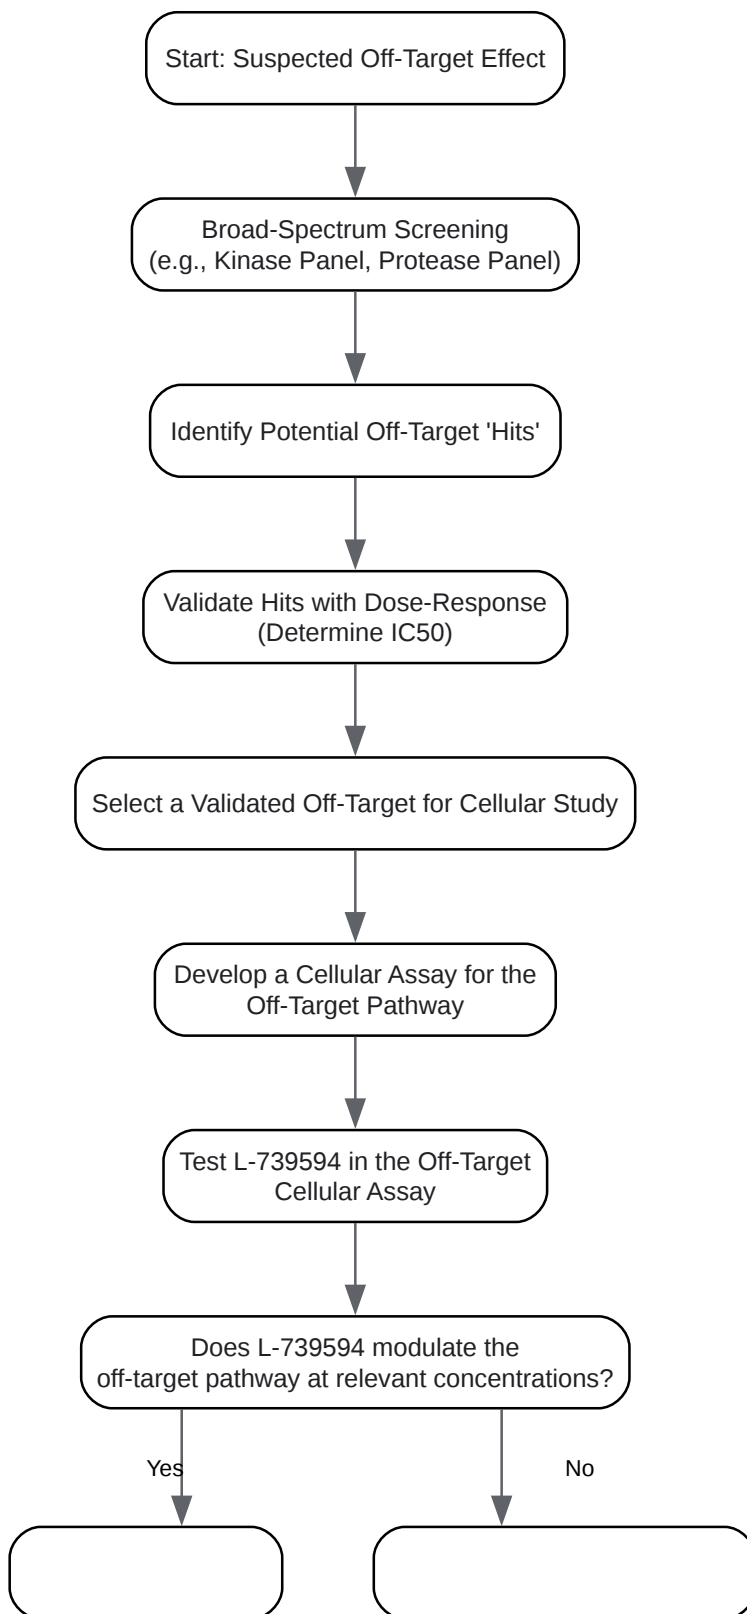 Start: Suspected Off-Target Effect
Broad-Spectrum Screening
(e.g., Kinase Panel, Protease Panel)
Identify Potential Off-Target 'Hits'
Validate Hits with Dose-Response
(Determine IC50)
Select a Validated Off-Target for Cellular Study
Develop a Cellular Assay for the
Off-Target Pathway
Test L-739594 in the Off-Target
Cellular Assay
Does L-739594 modulate the
off-target pathway at relevant concentrations?
Yes
No